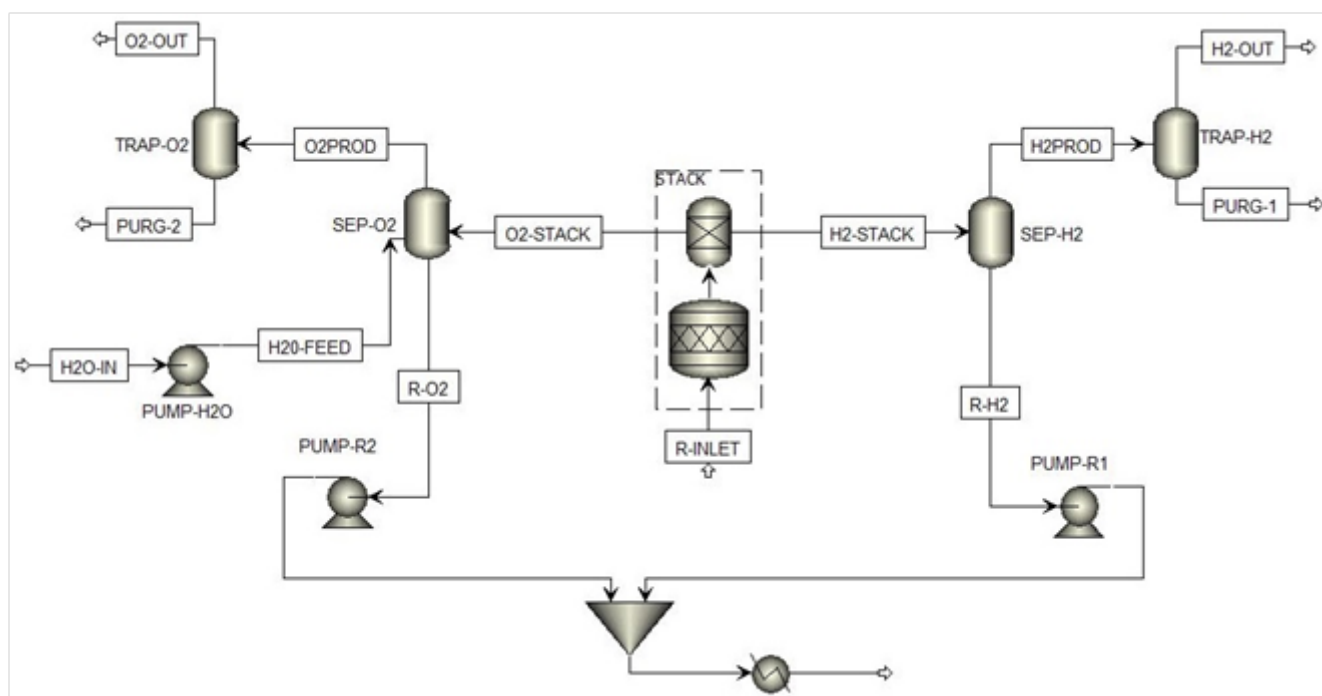 O2-OUT
H2-OUT
TRAP-O2
O2PROD
H2PROD
TRAP-H2
STACK
PURG-2
SEP-O2
O2-STACK
H2-STACK
SEP-H2
PURG-1
H20-FEED
H2O-IN
R-O2
R-H2
PUMP-H2O
PUMP-R2
R-INLET
PUMP-R1